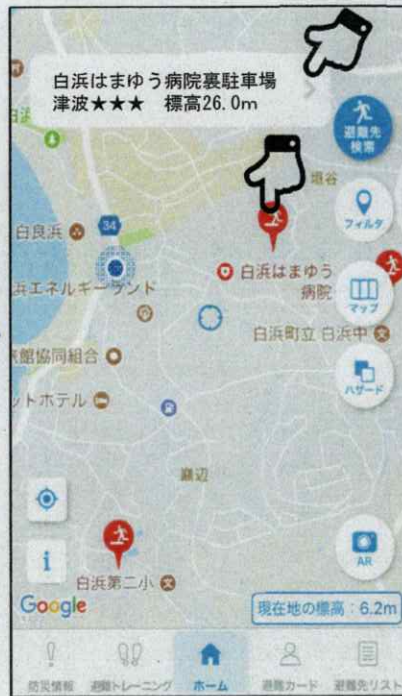 白浜はまゆう病院裏駐車場
津波★★★ 標高26.0m
避難先
検索
垣谷
フィルタ
34
白良浜
白浜はまゆう
病院
マップ
浜エネルギーランド
白浜町立 白浜中
文
旅館協同組合
ハザード
ットホテル
巖辺
i
AR
白浜第二小
文
Google
現在地の標高:6.2m
防災情報
避難トレーニング
ホーム
避難カード
避難先リスト